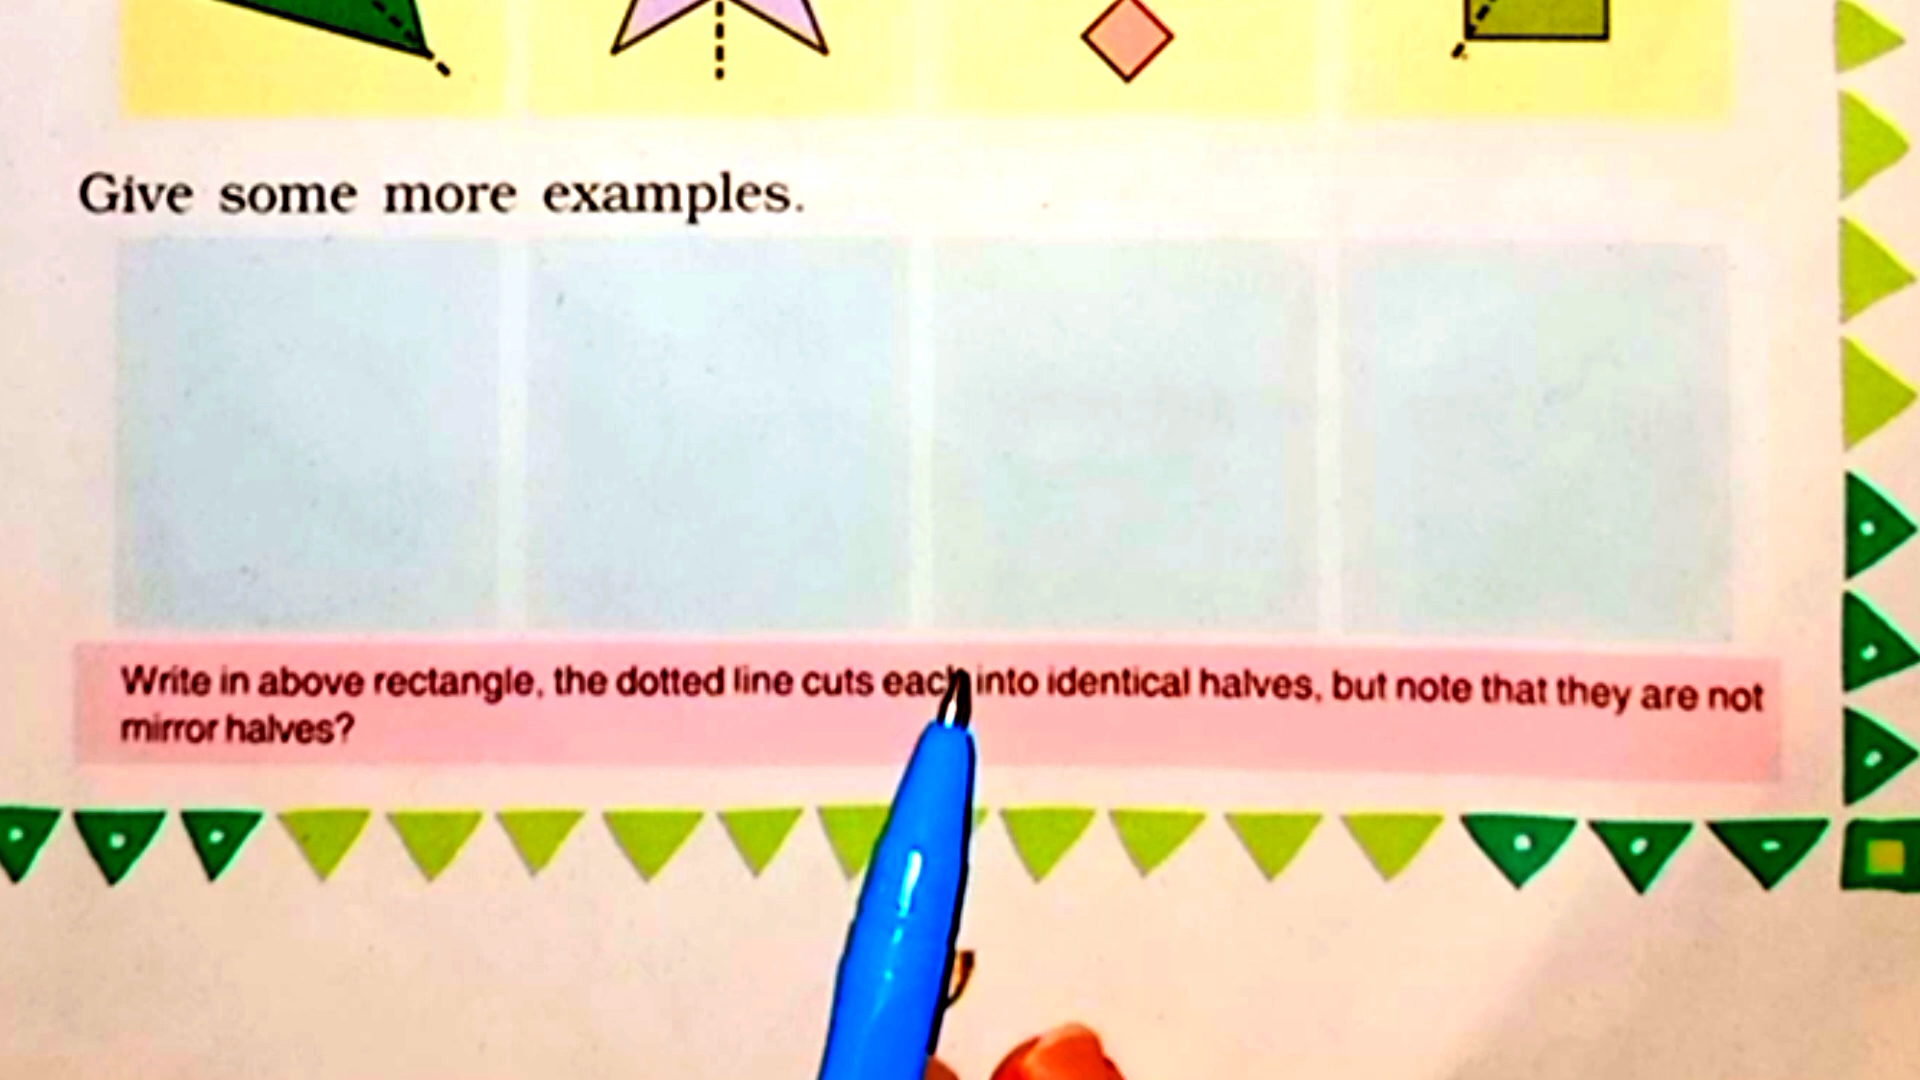 Give some more examples.
Write in above rectangle, the dotted line cuts each into identical halves, but note that they are not
mirror halves?